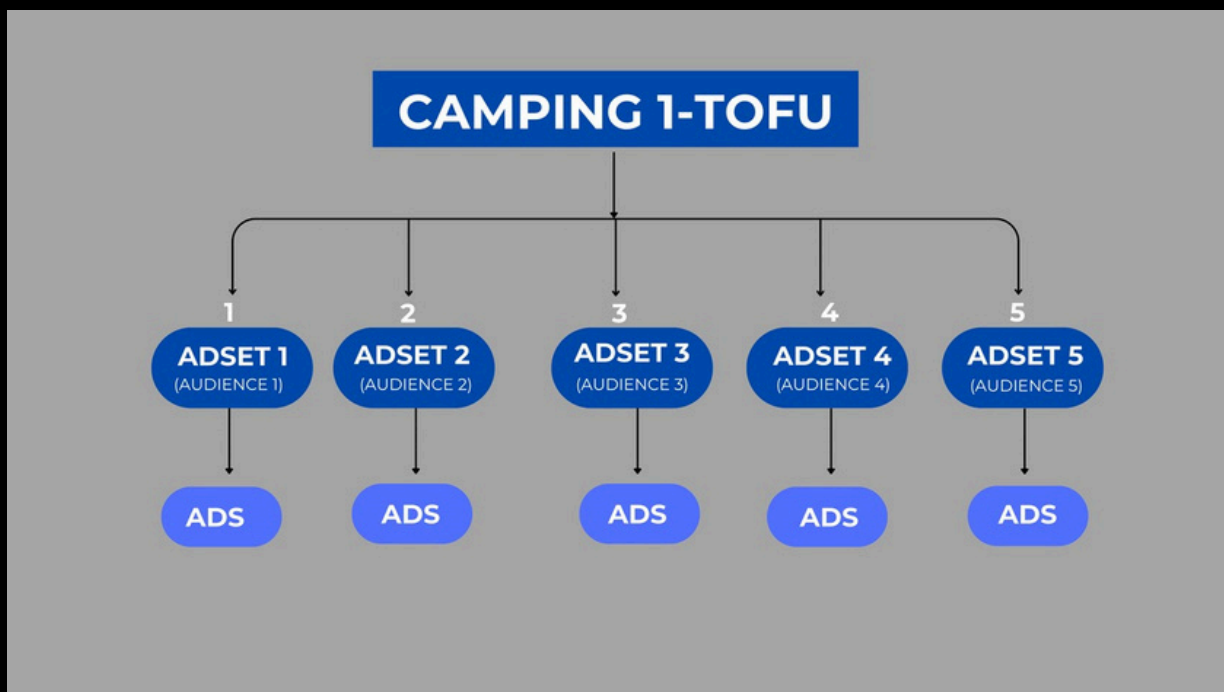 CAMPING 1-TOFU
1
2
3
4
5
ADSET 1
(AUDIENCE 1)
ADSET 2
(AUDIENCE 2)
ADSET 3
(AUDIENCE 3)
ADSET 4
(AUDIENCE 4)
ADSET 5
(AUDIENCE 5)
ADS
ADS
ADS
ADS
ADS